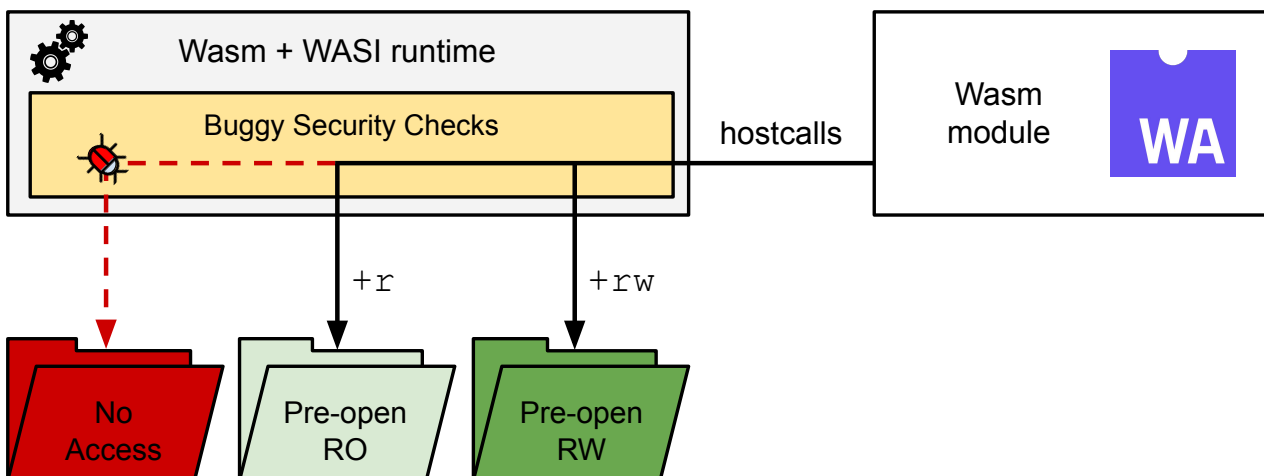 Wasm + WASI runtime
Buggy Security Checks
hostcalls
Wasm
module
WA
+r
+rw
No
Access
Pre-open
RO
Pre-open
RW